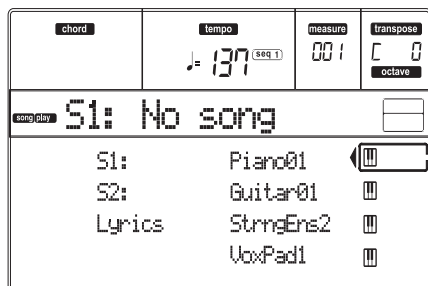 chord tempo measure transpose
♩= 137 seq 1 001 C 0
octave
song play S1: No song
S1: Piano01
S2: Guitar01
Lyrics StrngEns2
VoxPad1